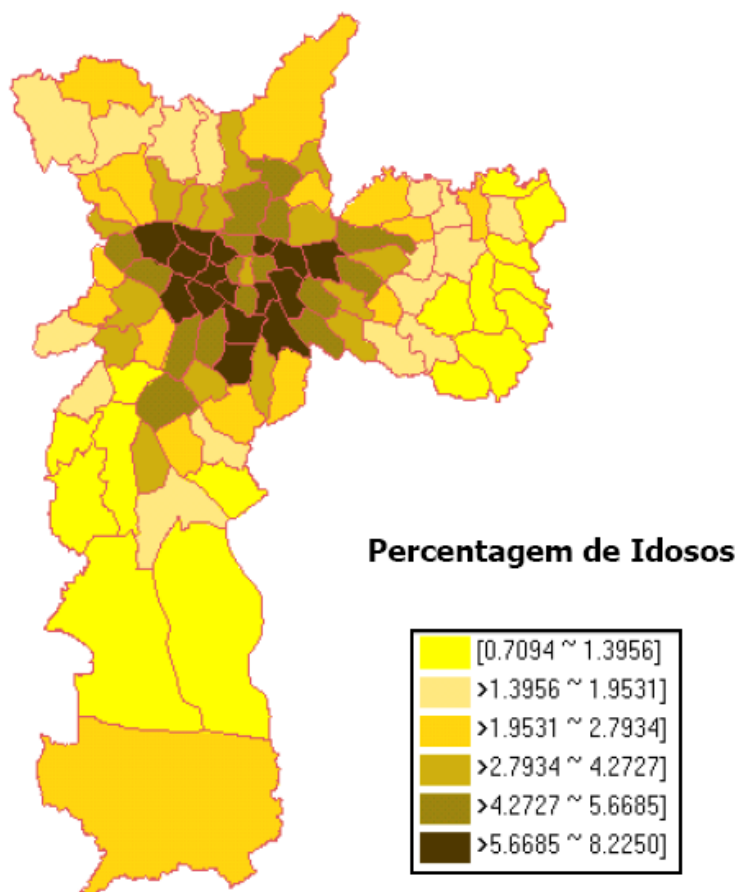 Percentagem de Idosos
[0.7094 ~ 1.3956]
>1.3956 ~ 1.9531]
>1.9531 ~ 2.7934]
>2.7934 ~ 4.2727]
>4.2727 ~ 5.6685]
>5.6685 ~ 8.2250]